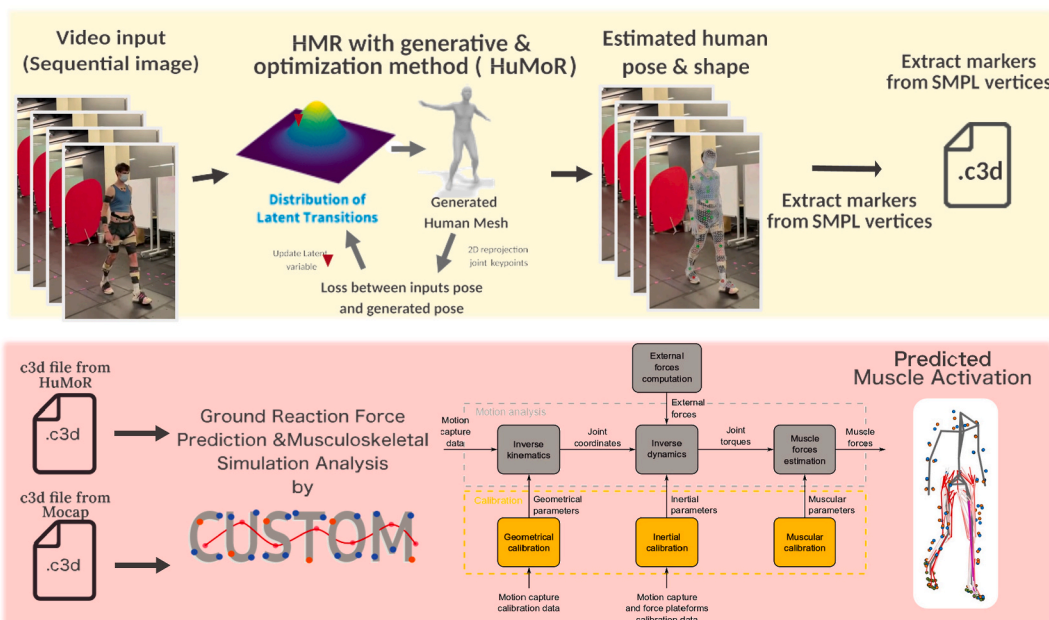 Video input
(Sequential image)
HMR with generative &
optimization method ( HuMoR)
Estimated human
pose & shape
Extract markers
from SMPL vertices
.c3d
Extract markers
from SMPL vertices
Distribution of
Latent Transitions
Generated
Human Mesh
Update Latent
variable
2D reprojection
joint keypoints
Loss between inputs pose
and generated pose
c3d file from
HuMoR
.c3d
c3d file from
Mocap
.c3d
Ground Reaction Force
Prediction &Musculoskeletal
Simulation Analysis
by
CUSTOM
External
forces
computation
External
forces
Motion analysis
Motion
capture
data
Inverse
kinematics
Joint
coordinates
Inverse
dynamics
Joint
torques
Muscle
forces
estimation
Muscle
forces
Calibration
Geometrical
parameters
Inertial
parameters
Muscular
parameters
Geometrical
calibration
Inertial
calibration
Muscular
calibration
Motion capture
calibration data
Motion capture
and force plateforms
calibration data
Predicted
Muscle Activation